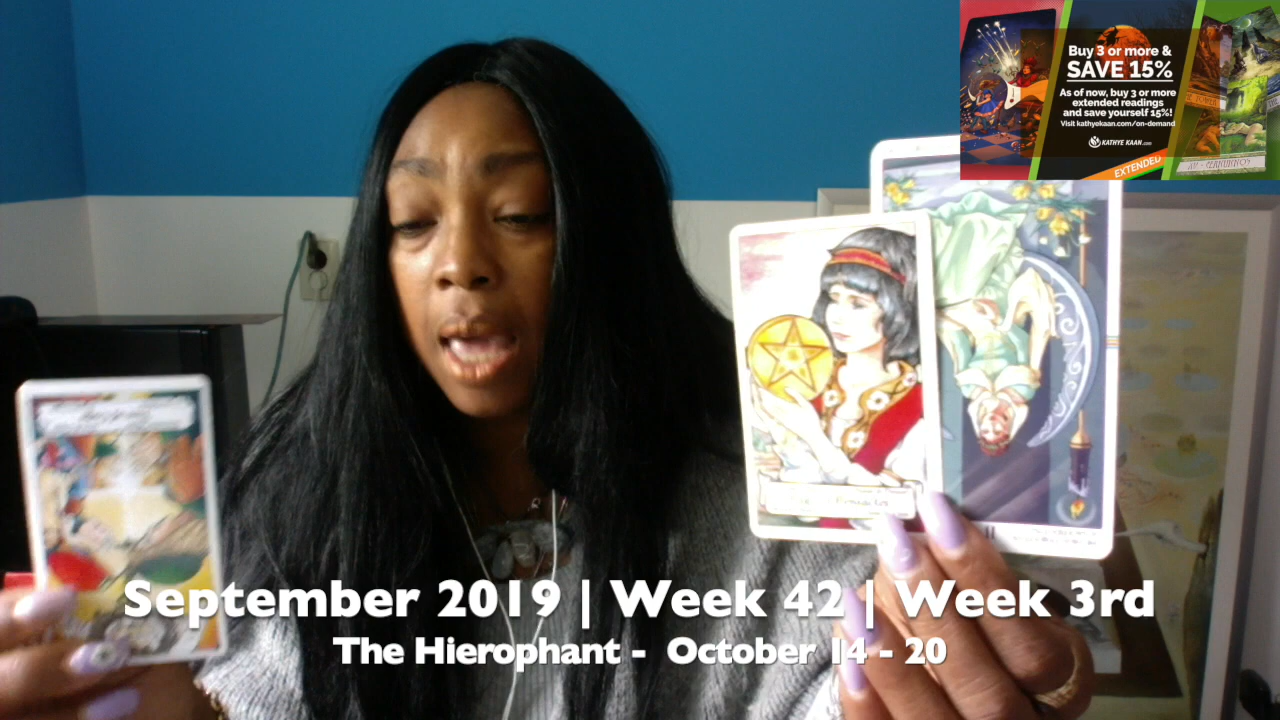 Buy 3 or more &
SAVE 15%
As of now, buy 3 or more
extended readings
and save yourself 15%!
Visit kathyekaan.com/on-demand
KATHYE KAAN.com
EXTENDED
September 2019 | Week 42 | Week 3rd
The Hierophant - October 14 - 20